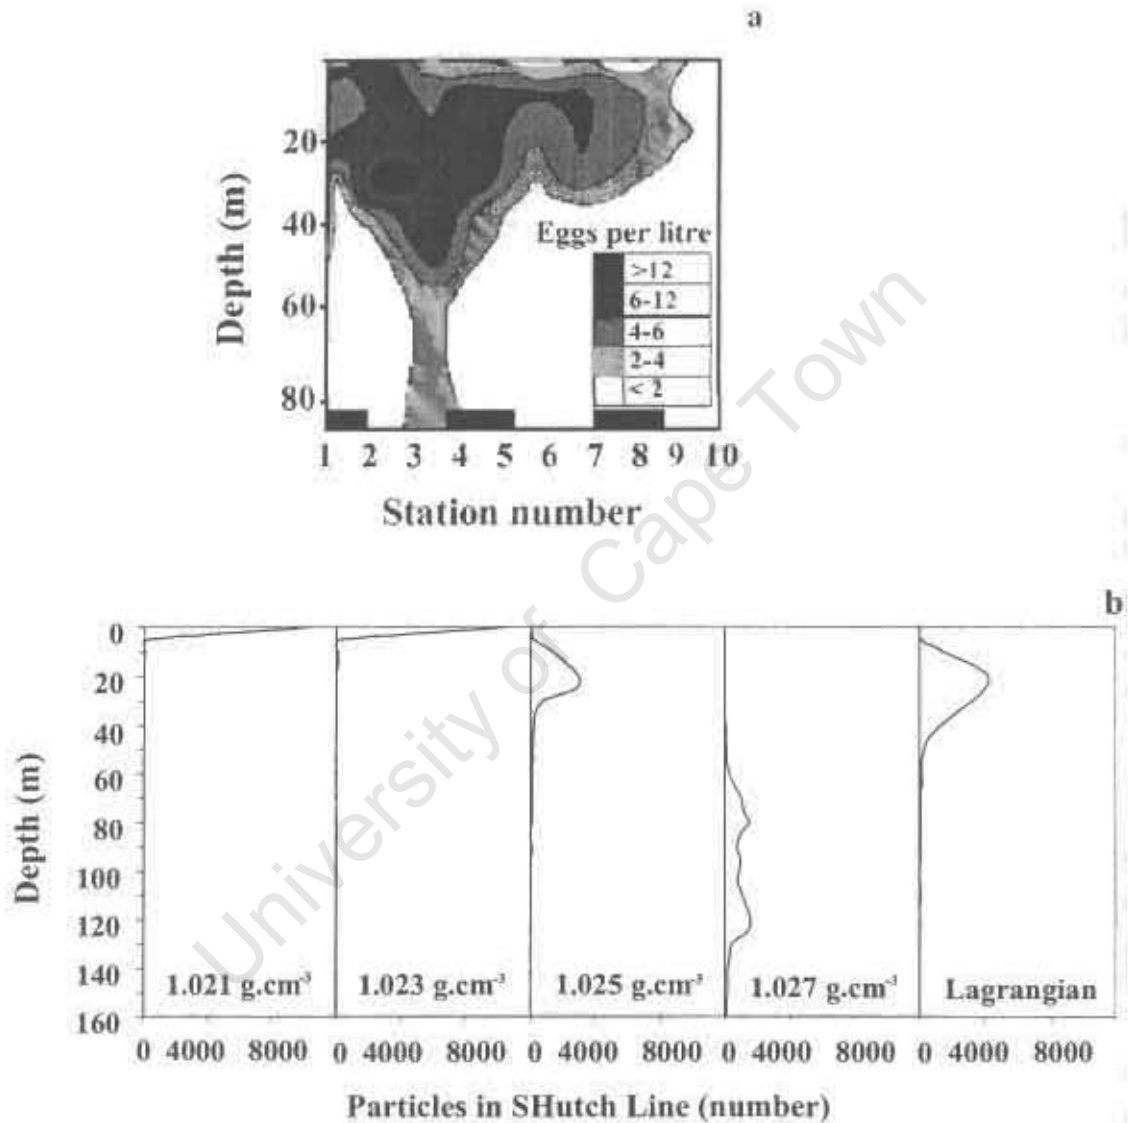 a
20
40
60
80
Depth (m)
Eggs per litre
>12
6-12
4-6
2-4
< 2
1 2 3 4 5 6 7 8 9 10
Station number
b
0
20
40
60
80
100
120
140
160
Depth (m)
1.021 g.cm-³ 1.023 g.cm-³ 1.025 g.cm-³ 1.027 g.cm-³ Lagrangian
0 4000 8000 0 4000 8000 0 4000 8000 0 4000 8000 0 4000 8000
Particles in SHutch Line (number)
University of Cape Town